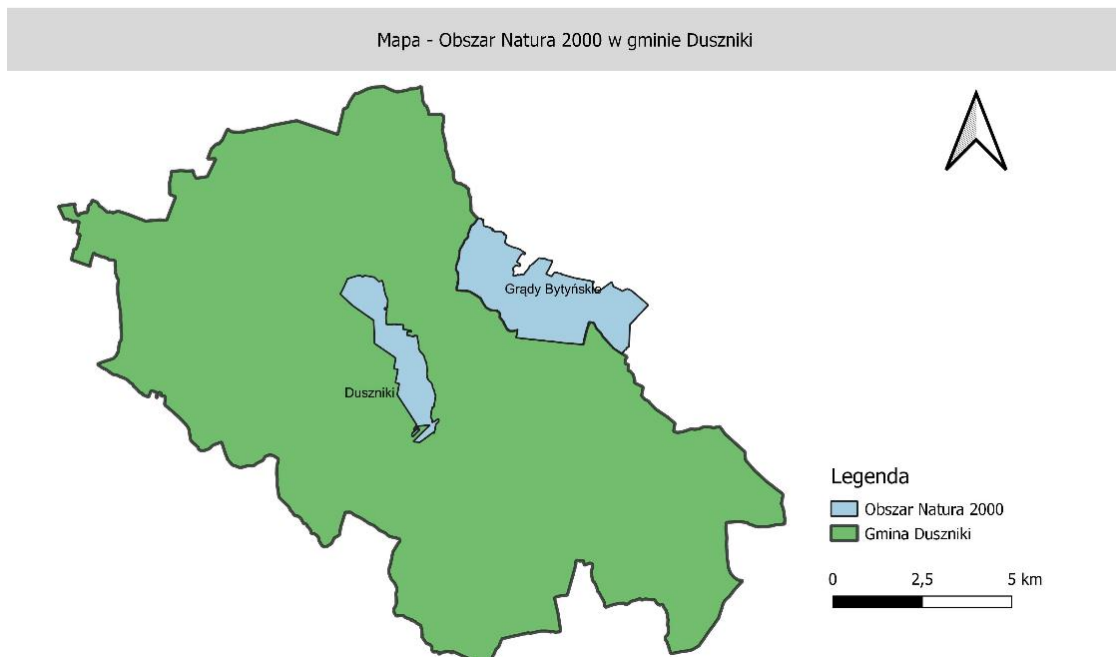 Mapa - Obszar Natura 2000 w gminie Duszniki
Grądy Bytyńskie
Duszniki
Legenda
Obszar Natura 2000
Gmina Duszniki
0 2,5 5 km